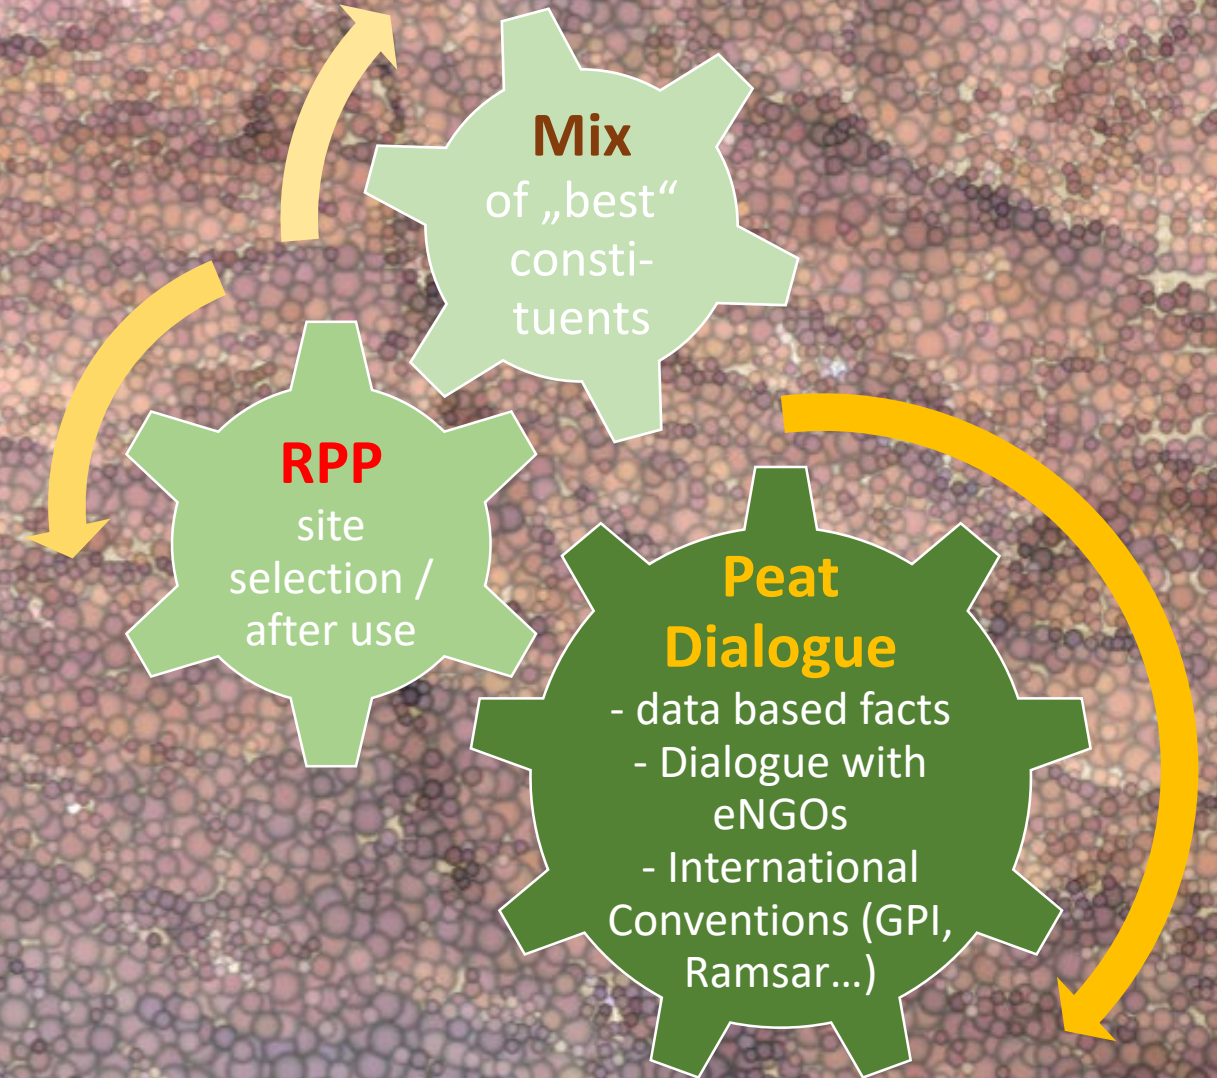 Mix
of „best“
consti-
tuents
RPP
site
selection /
after use
Peat
Dialogue
- data based facts
- Dialogue with
eNGOs
- International
Conventions (GPI,
Ramsar…)